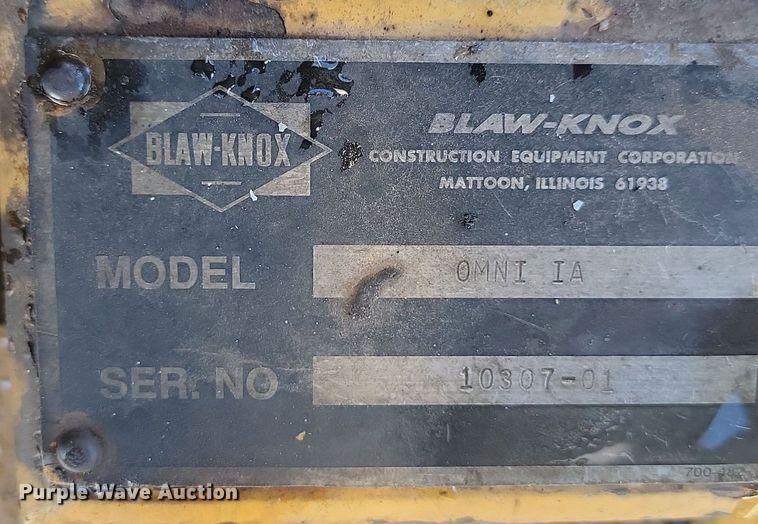 BLAW-KNOX
BLAW-KNOX
CONSTRUCTION EQUIPMENT CORPORATION
MATTOON, ILLINOIS 61938
MODEL OMNI IA
SER. NO 10307-01
Purple Wave Auction